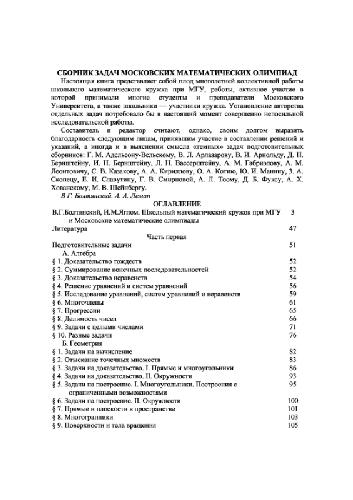 СБОРНИК ЗАДАЧ МОСКОВСКИХ МАТЕМАТИЧЕСКИХ ОЛИМПИАД
Настоящая книга представляет собой плод многолетней коллективной работы
школьного математического кружка при МГУ, работы, активное участие в
которой принимали многие студенты и преподаватели Московского
Университета, а также школьники — участники кружка. Установление авторства
отдельных задач потребовало бы в настоящий момент совершенно непосильной
исследовательской работы.
Составитель и редактор считают, однако, своим долгом выразить
благодарность следующим лицам, принявшим участие в составлении решений и
указаний, а иногда и в выяснении смысла «темных» задач подготовительных
сборников: Г. М. Адельсону-Вельскому, В. Л. Арлазарову, В. И. Арнольду, Д. Н.
Бернштейну, И. Н. Бернштейну, Л. Н. Вассерштейну, А. М. Габриэлову, А. М.
Леонтовичу, С. В. Казакову, А. А. Кириллову, О. А. Когию, Ю. И. Манину, З. А.
Скопецу, Е. И. Сларуткину, Г. В. Смирновой, А. Л. Тоому, Д. Б. Фуксу, А. Х.
Хованскому, М. В. Шейнбергу.
В. Г. Болтянский, А. А. Леман
ОГЛАВЛЕНИЕ
В.Г.Болтянский, И.М.Яглом. Школьный математический кружок при МГУ 3
и Московские математические олимпиады
Литература 47
Часть первая
Подготовительные задачи 51
А. Алгебра
§ 1. Доказательство тождеств 52
§ 2. Суммирование конечных последовательностей 52
§ 3. Доказательство неравенств 54
§ 4. Решение уравнений и систем уравнений 56
§ 5. Исследование уравнений, систем уравнений и неравенств 59
§ 6. Многочлены 61
§ 7. Прогрессии 65
§ 8. Делимость чисел 66
§ 9. Задачи с целыми числами 71
§ 10. Разные задачи 76
Б. Геометрия
§ 1. Задачи на вычисление 82
§ 2. Отыскание точечных множеств 83
§ 3. Задачи на доказательство. I. Прямые и многоугольники 86
§ 4. Задачи на доказательство. II. Окружности 93
§ 5. Задачи на построение. I. Многоугольники. Построения с 95
ограниченными возможностями
§ 6. Задачи на построение. II. Окружности 100
§ 7. Прямые и плоскости в пространстве 101
§ 8. Многогранники 103
§ 9. Поверхности и тела вращения 105